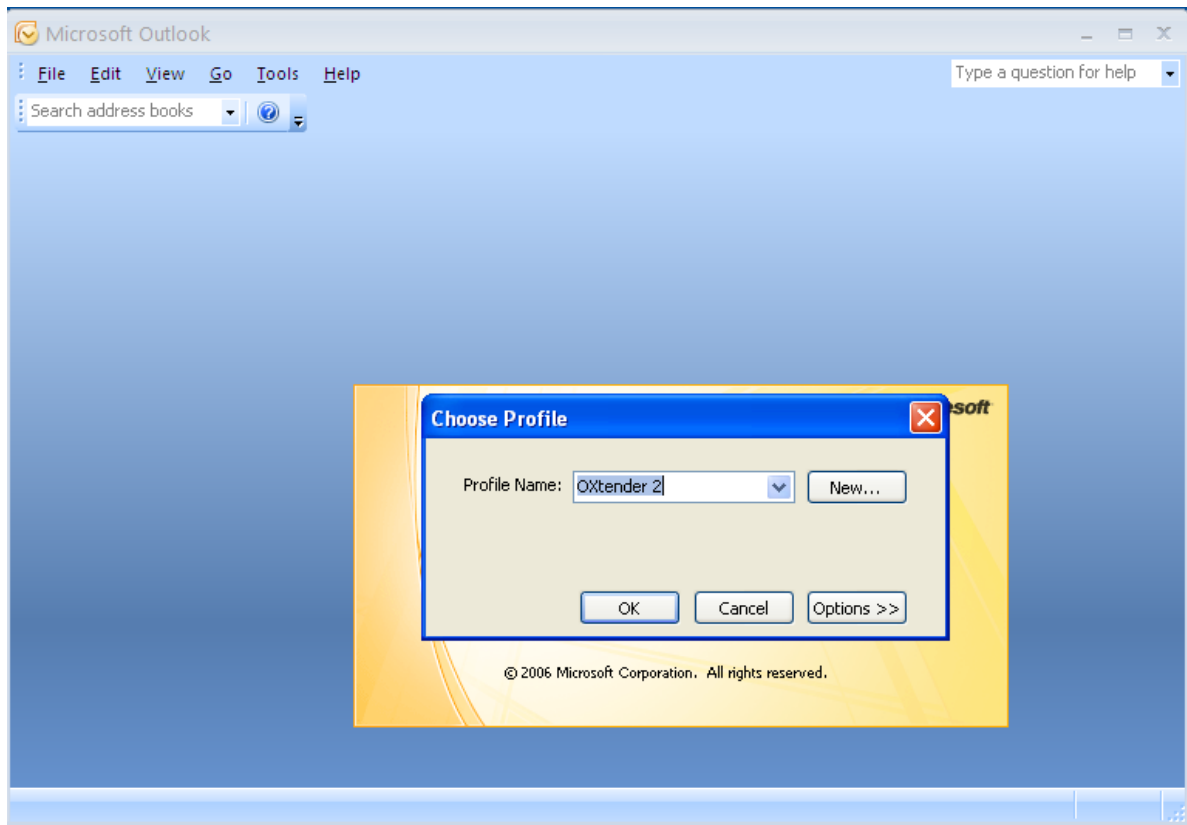 Microsoft Outlook
File Edit View Go Tools Help
Type a question for help
Search address books
soft
Choose Profile
Profile Name: OXtender 2 New...
OK Cancel Options >>
© 2006 Microsoft Corporation. All rights reserved.